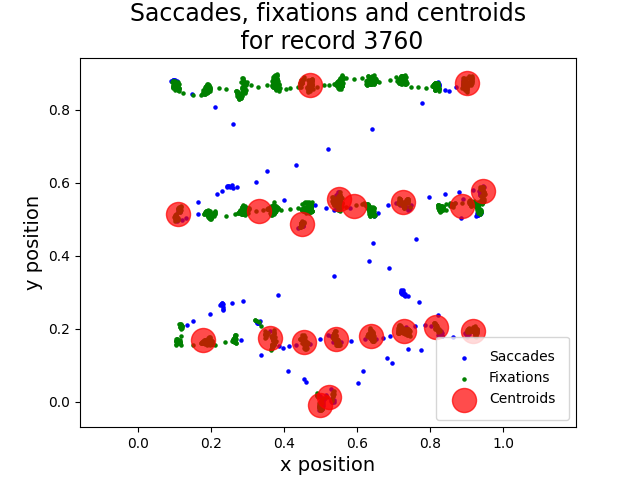 Saccades, fixations and centroids
for record 3760
y position
0.8
0.6
0.4
0.2
0.0
0.0 0.2 0.4 0.6 0.8 1.0
x position
Saccades
Fixations
Centroids